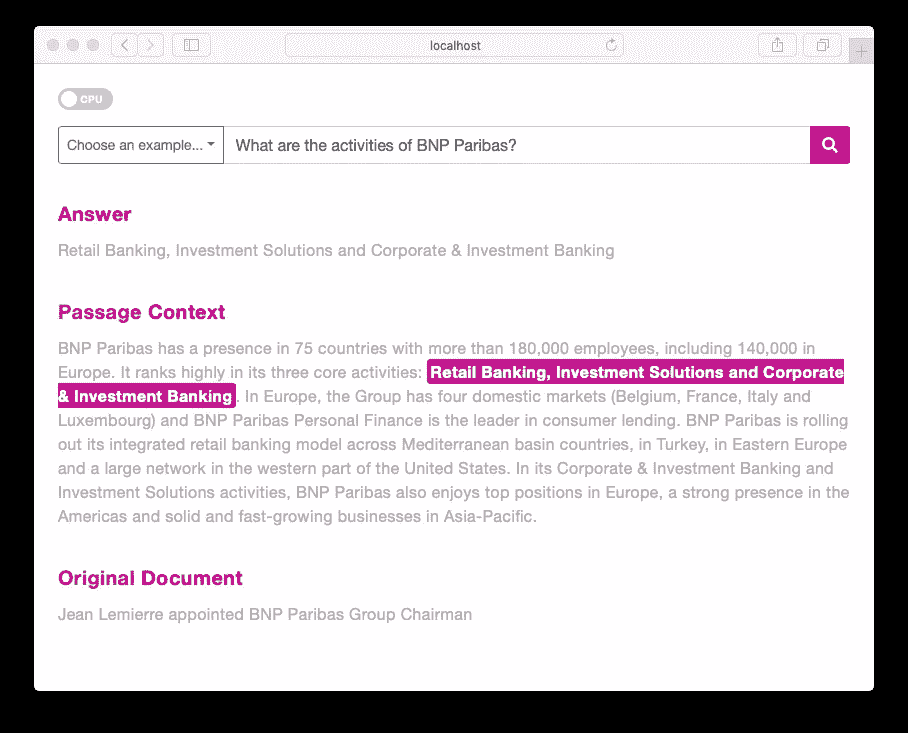 localhost
CPU
Choose an example... What are the activities of BNP Paribas?
Answer
Retail Banking, Investment Solutions and Corporate & Investment Banking
Passage Context
BNP Paribas has a presence in 75 countries with more than 180,000 employees, including 140,000 in
Europe. It ranks highly in its three core activities: Retail Banking, Investment Solutions and Corporate
& Investment Banking. In Europe, the Group has four domestic markets (Belgium, France, Italy and
Luxembourg) and BNP Paribas Personal Finance is the leader in consumer lending. BNP Paribas is rolling
out its integrated retail banking model across Mediterranean basin countries, in Turkey, in Eastern Europe
and a large network in the western part of the United States. In its Corporate & Investment Banking and
Investment Solutions activities, BNP Paribas also enjoys top positions in Europe, a strong presence in the
Americas and solid and fast-growing businesses in Asia-Pacific.
Original Document
Jean Lemierre appointed BNP Paribas Group Chairman